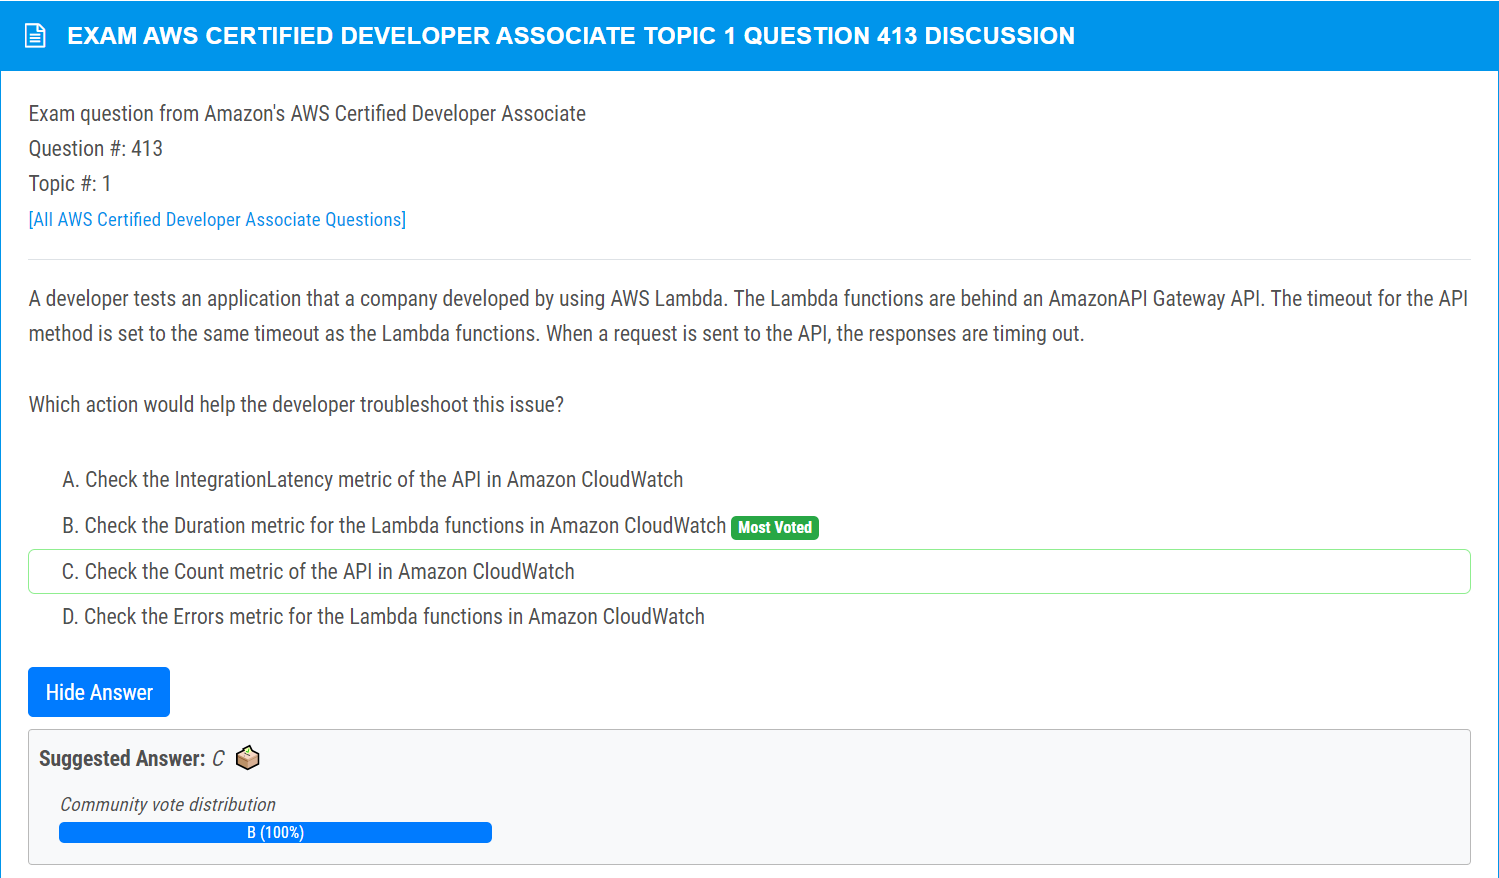 EXAM AWS CERTIFIED DEVELOPER ASSOCIATE TOPIC 1 QUESTION 413 DISCUSSION
Exam question from Amazon's AWS Certified Developer Associate
Question #: 413
Topic #: 1
[All AWS Certified Developer Associate Questions]
A developer tests an application that a company developed by using AWS Lambda. The Lambda functions are behind an AmazonAPI Gateway API. The timeout for the API
method is set to the same timeout as the Lambda functions. When a request is sent to the API, the responses are timing out.
Which action would help the developer troubleshoot this issue?
A. Check the IntegrationLatency metric of the API in Amazon CloudWatch
B. Check the Duration metric for the Lambda functions in Amazon CloudWatch Most Voted
C. Check the Count metric of the API in Amazon CloudWatch
D. Check the Errors metric for the Lambda functions in Amazon CloudWatch
Hide Answer
Suggested Answer: C
Community vote distribution
B (100%)